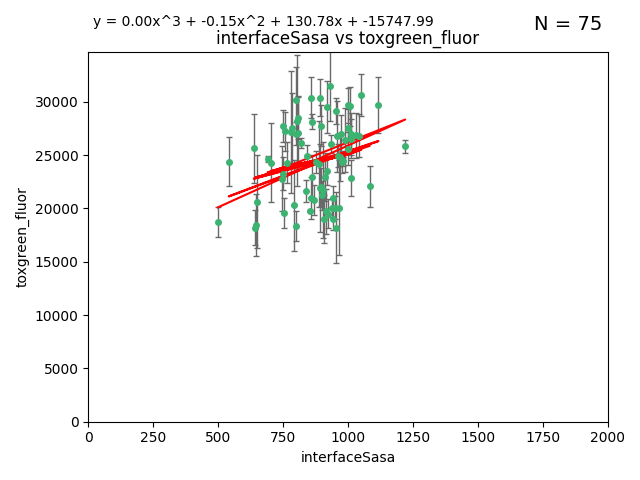 y = 0.00x^3 + -0.15x^2 + 130.78x + -15747.99
N = 75
interfaceSasa vs toxgreen_fluor
30000
25000
20000
15000
10000
5000
0
toxgreen_fluor
0 250 500 750 1000 1250 1500 1750 2000
interfaceSasa